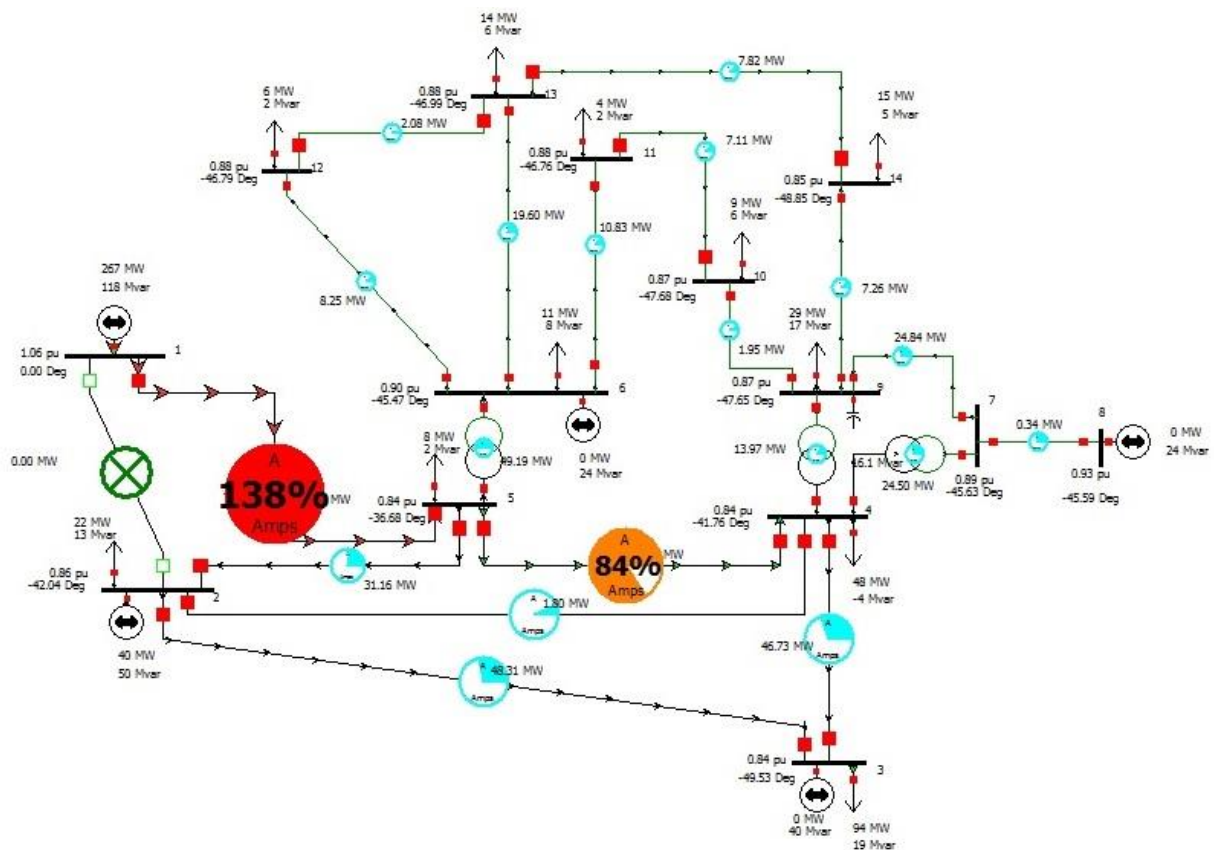 14 MW
6 Mvar
7.82 MW
0.88 pu
-46.99 Deg
13
6 MW
2 Mvar
2.08 MW
4 MW
2 Mvar
15 MW
5 Mvar
7.11 MW
0.88 pu
-46.79 Deg
12
0.88 pu
-46.76 Deg
11
0.85 pu
-48.85 Deg
14
19.60 MW
10.83 MW
9 MW
6 Mvar
267 MW
118 Mvar
8.25 MW
0.87 pu
-47.68 Deg
10
7.26 MW
11 MW
8 Mvar
29 MW
17 Mvar
1.95 MW
24.84 MW
1.06 pu
0.00 Deg
1
0.90 pu
-45.47 Deg
6
0.87 pu
-47.65 Deg
9
7
8
0.34 MW
0 MW
24 Mvar
0.00 MW
A
138%
MW
Amps
8 MW
2 Mvar
49.19 MW
0 MW
24 Mvar
13.97 MW
16.1 Mvar
24.50 MW
0.89 pu
-45.63 Deg
0.93 pu
-45.59 Deg
0.84 pu
-36.68 Deg
5
0.84 pu
-41.76 Deg
4
22 MW
13 Mvar
A
84%
MW
Amps
31.16 MW
0.86 pu
-42.04 Deg
2
A
1.80 MW
Amps
48 MW
-4 Mvar
40 MW
50 Mvar
A
48.31 MW
Amps
A
46.73 MW
Amps
0.84 pu
-49.53 Deg
3
0 MW
40 Mvar
94 MW
19 Mvar